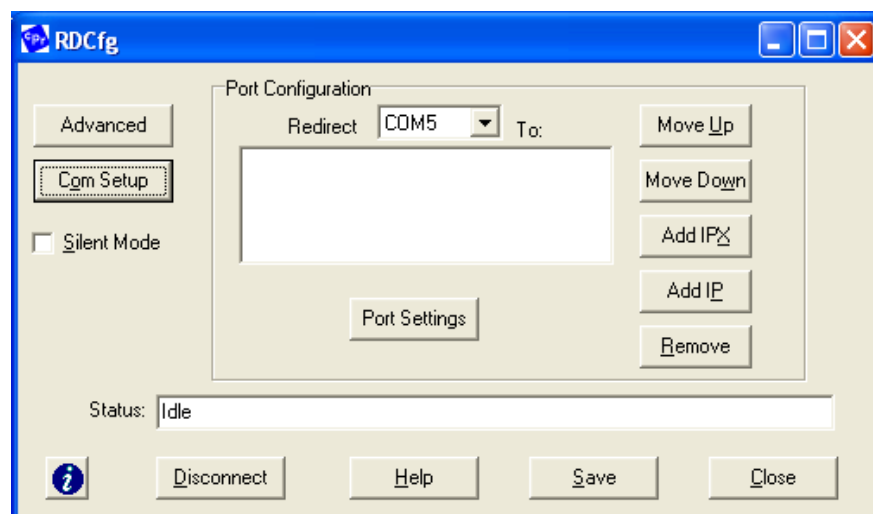 cpr RDCfg
Port Configuration
Advanced
Redirect COM5 To:
Move Up
Com Setup
Move Down
Silent Mode
Add IPX
Add IP
Port Settings
Remove
Status: Idle
Disconnect Help Save Close